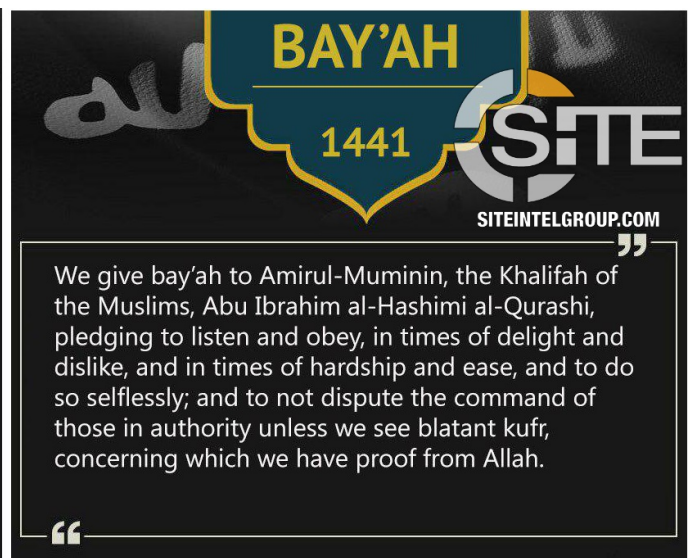 BAY’AH
1441
SITE
SITEINTELGROUP.COM
”
We give bay’ah to Amirul-Muminin, the Khalifah of
the Muslims, Abu Ibrahim al-Hashimi al-Qurashi,
pledging to listen and obey, in times of delight and
dislike, and in times of hardship and ease, and to do
so selflessly; and to not dispute the command of
those in authority unless we see blatant kufr,
concerning which we have proof from Allah.
“